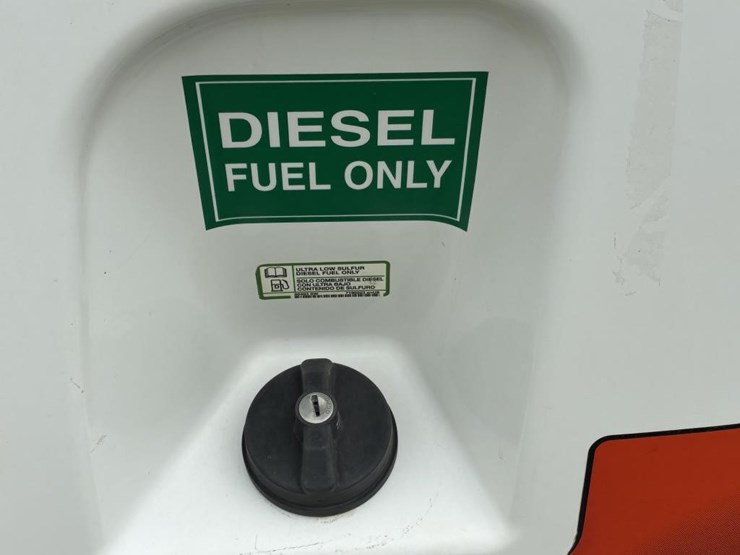 DIESEL
FUEL ONLY
ULTRA LOW SULFUR
DIESEL FUEL ONLY
SOLO COMBUSTIBLE DIESEL
CON ULTRA BAJO
CONTENIDO DE SULFURO